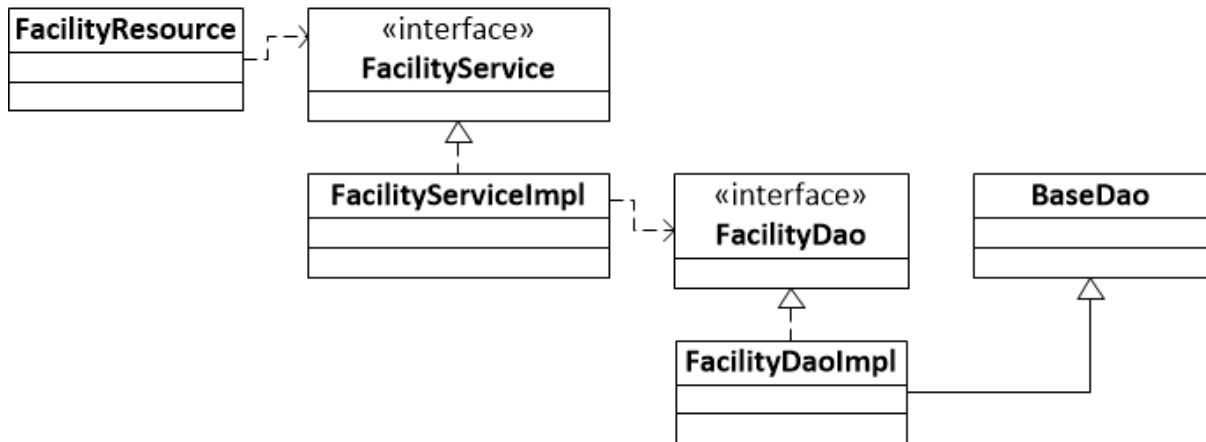 FacilityResource
«interface»
FacilityService
FacilityServiceImpl
«interface»
FacilityDao
BaseDao
FacilityDaoImpl